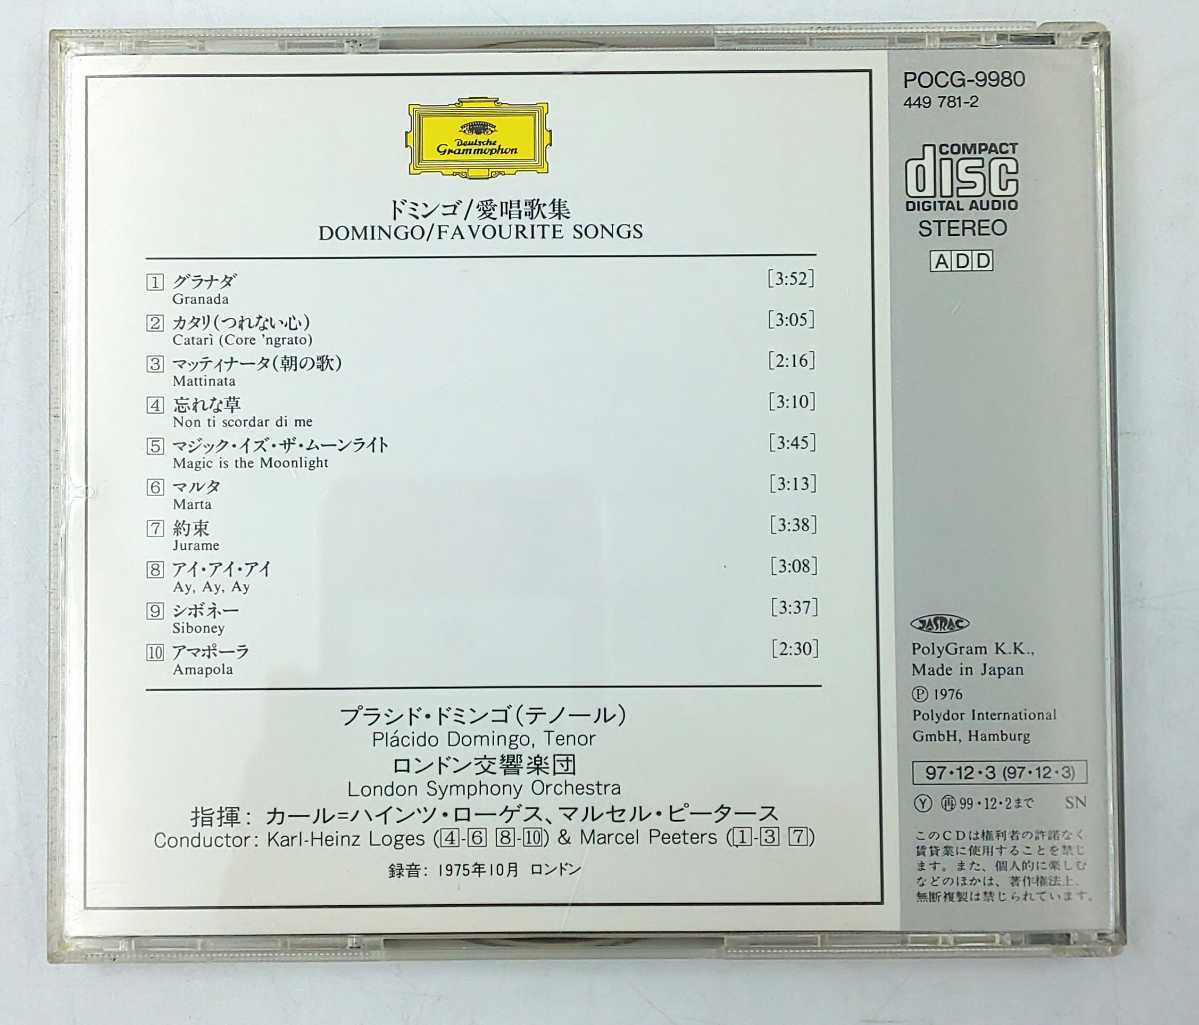 Deutsche
Grammophon
ドミンゴ/愛唱歌集
DOMINGO/FAVOURITE SONGS
1 グラナダ [3:52]
Granada
2 カタリ(つれない心) [3:05]
Catarì (Core 'ngrato)
3 マッティナータ(朝の歌) [2:16]
Mattinata
4 忘れな草 [3:10]
Non ti scordar di me
5 マジック・イズ・ザ・ムーンライト [3:45]
Magic is the Moonlight
6 マルタ [3:13]
Marta
7 約束 [3:38]
Jurame
8 アイ・アイ・アイ [3:08]
Ay, Ay, Ay
9 シボネー [3:37]
Siboney
10 アマポーラ [2:30]
Amapola
プラシド・ドミンゴ(テノール)
Plácido Domingo, Tenor
ロンドン交響楽団
London Symphony Orchestra
指揮: カール=ハインツ・ローゲス、マルセル・ピータース
Conductor: Karl-Heinz Loges (4-6 8-10) & Marcel Peeters (1-3 7)
録音: 1975年10月 ロンドン
POCG-9980
449 781-2
COMPACT
disc
DIGITAL AUDIO
STEREO
ADD
JASRAC
PolyGram K.K.,
Made in Japan
Ⓟ 1976
Polydor International
GmbH, Hamburg
97・12・3 (97・12・3)
Ⓨ 再 99・12・2まで SN
このCDは権利者の許諾なく
賃貸業に使用することを禁じ
ます。また、個人的に楽しむ
などのほかは、著作権法上、
無断複製は禁じられています。